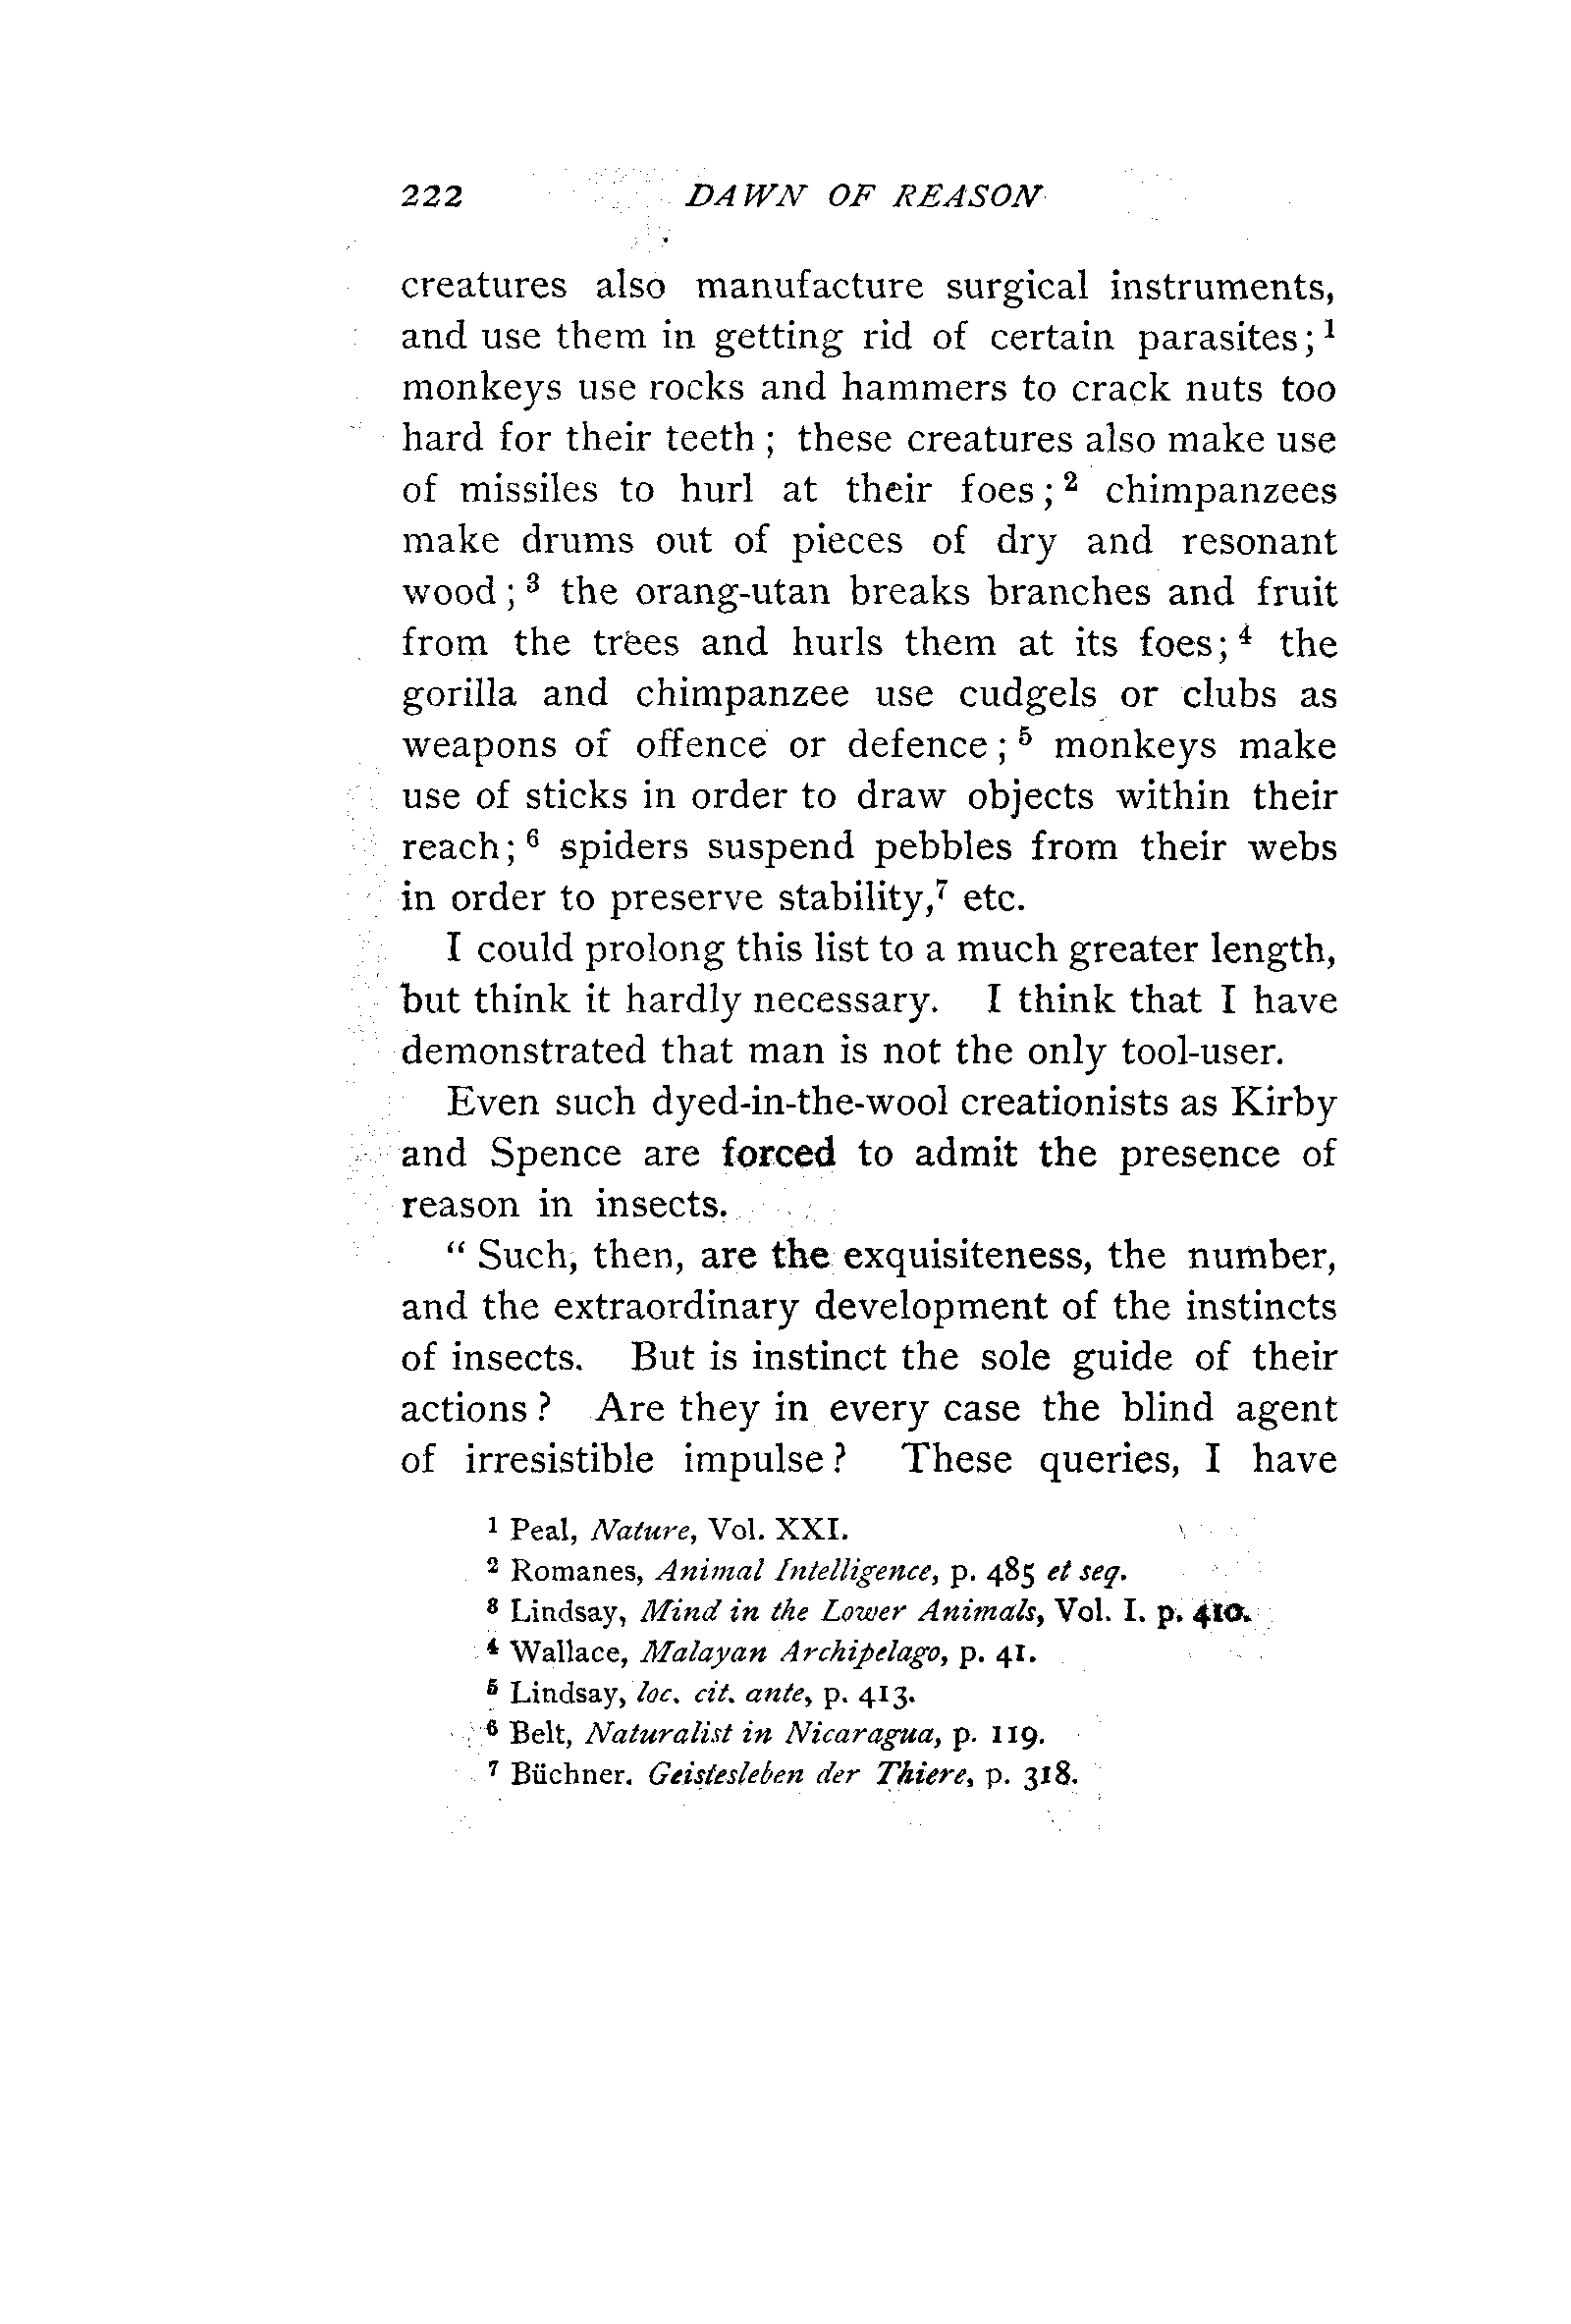 222 DAWN OF REASON
creatures also manufacture surgical instruments,
and use them in getting rid of certain parasites; ¹
monkeys use rocks and hammers to crack nuts too
hard for their teeth ; these creatures also make use
of missiles to hurl at their foes; ² chimpanzees
make drums out of pieces of dry and resonant
wood ; ³ the orang-utan breaks branches and fruit
from the trees and hurls them at its foes; ⁴ the
gorilla and chimpanzee use cudgels or clubs as
weapons of offence or defence ; ⁵ monkeys make
use of sticks in order to draw objects within their
reach; ⁶ spiders suspend pebbles from their webs
in order to preserve stability,⁷ etc.
I could prolong this list to a much greater length,
but think it hardly necessary. I think that I have
demonstrated that man is not the only tool-user.
Even such dyed-in-the-wool creationists as Kirby
and Spence are forced to admit the presence of
reason in insects.
“ Such, then, are the exquisiteness, the number,
and the extraordinary development of the instincts
of insects. But is instinct the sole guide of their
actions ? Are they in every case the blind agent
of irresistible impulse ? These queries, I have
¹ Peal, Nature, Vol. XXI.
² Romanes, Animal Intelligence, p. 485 et seq.
³ Lindsay, Mind in the Lower Animals, Vol. I. p. 410.
⁴ Wallace, Malayan Archipelago, p. 41.
⁵ Lindsay, loc. cit. ante, p. 413.
⁶ Belt, Naturalist in Nicaragua, p. 119.
⁷ Büchner. Geistesleben der Thiere, p. 318.